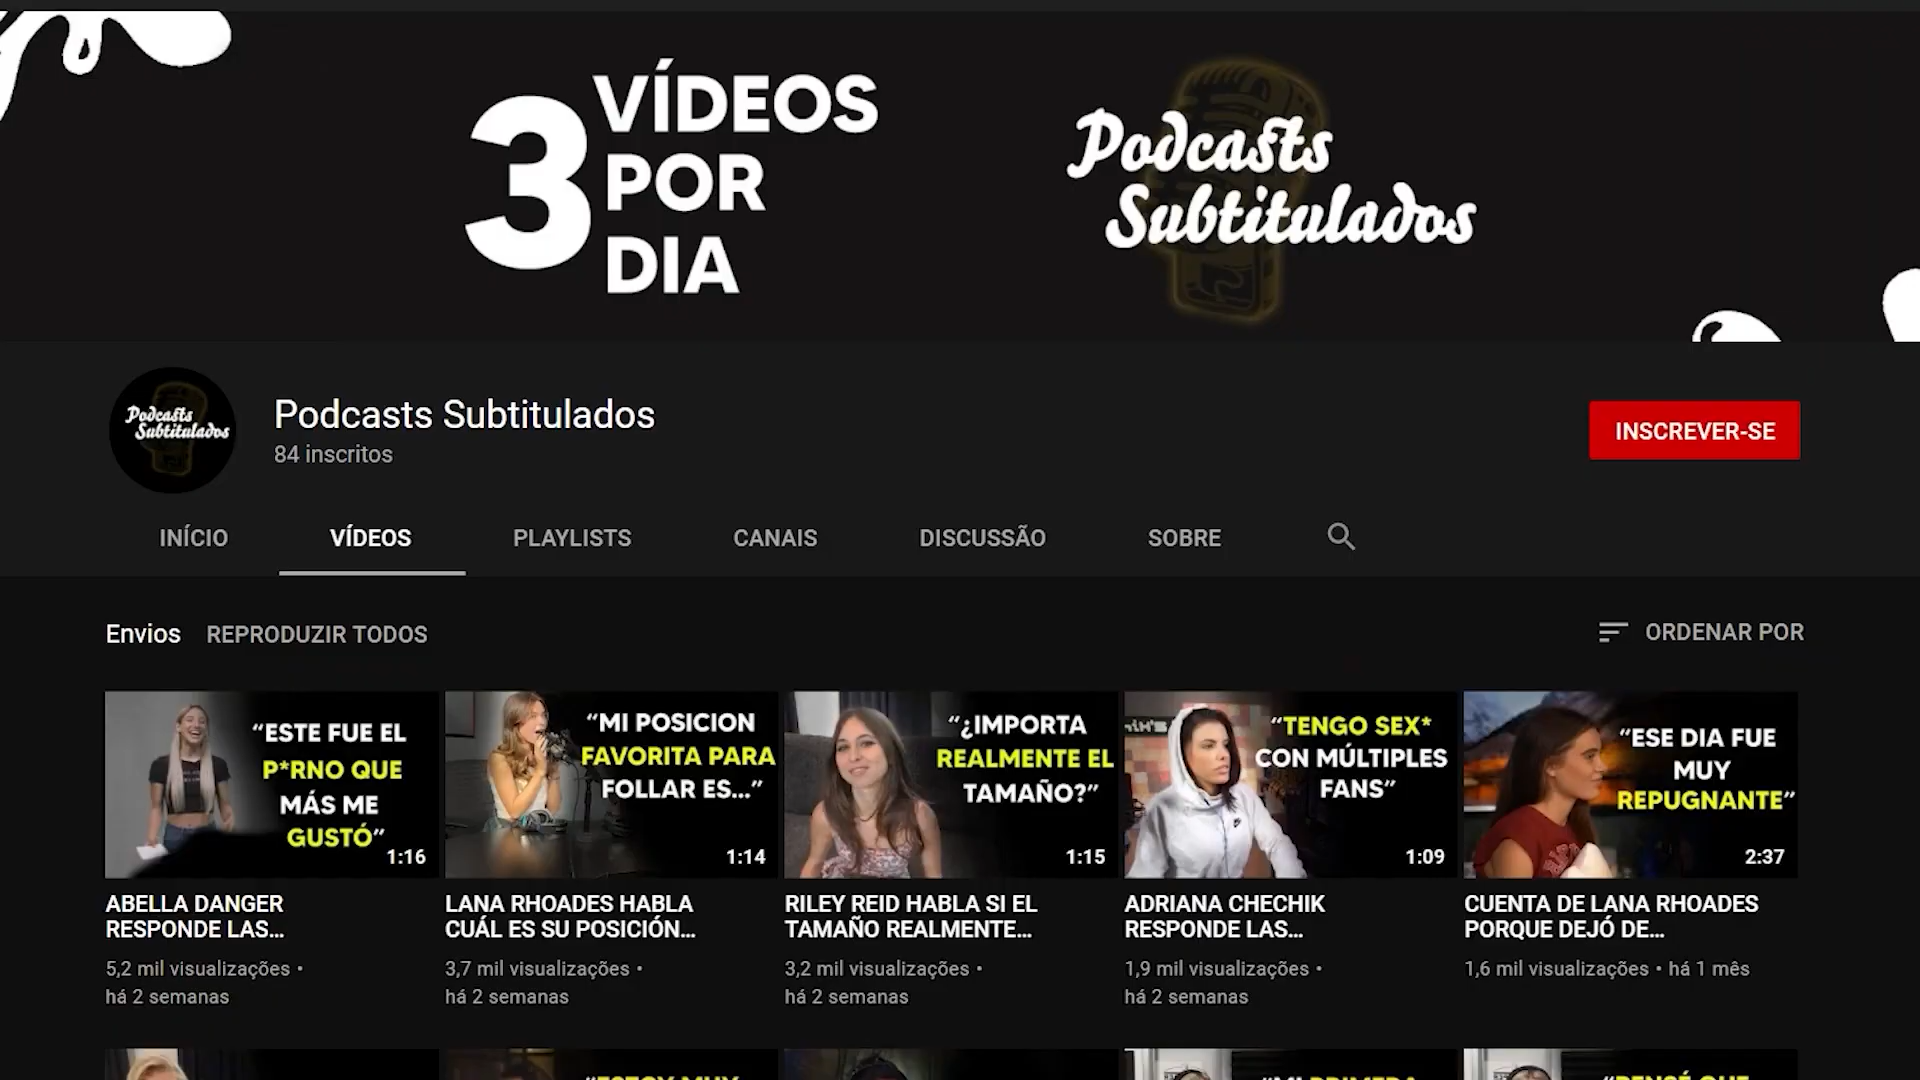 3
VÍDEOS
POR
DIA
Podcasts
Subtitulados
Podcasts
Subtitulados
Podcasts Subtitulados
84 inscritos
INSCREVER-SE
INÍCIO
VÍDEOS
PLAYLISTS
CANAIS
DISCUSSÃO
SOBRE
Envios
REPRODUZIR TODOS
ORDENAR POR
“ESTE FUE EL
P*RNO QUE
MÁS ME
GUSTÓ”
1:16
“MI POSICION
FAVORITA PARA
FOLLAR ES...”
1:14
“¿IMPORTA
REALMENTE EL
TAMAÑO?”
1:15
“TENGO SEX*
CON MÚLTIPLES
FANS”
1:09
“ESE DIA FUE
MUY
REPUGNANTE”
2:37
ABELLA DANGER
RESPONDE LAS...
5,2 mil visualizações •
há 2 semanas
LANA RHOADES HABLA
CUÁL ES SU POSICIÓN...
3,7 mil visualizações •
há 2 semanas
RILEY REID HABLA SI EL
TAMAÑO REALMENTE...
3,2 mil visualizações •
há 2 semanas
ADRIANA CHECHIK
RESPONDE LAS...
1,9 mil visualizações •
há 2 semanas
CUENTA DE LANA RHOADES
PORQUE DEJÓ DE...
1,6 mil visualizações • há 1 mês
“ESTOY MUY
“MI PRIMERA
“PENSÉ QUE